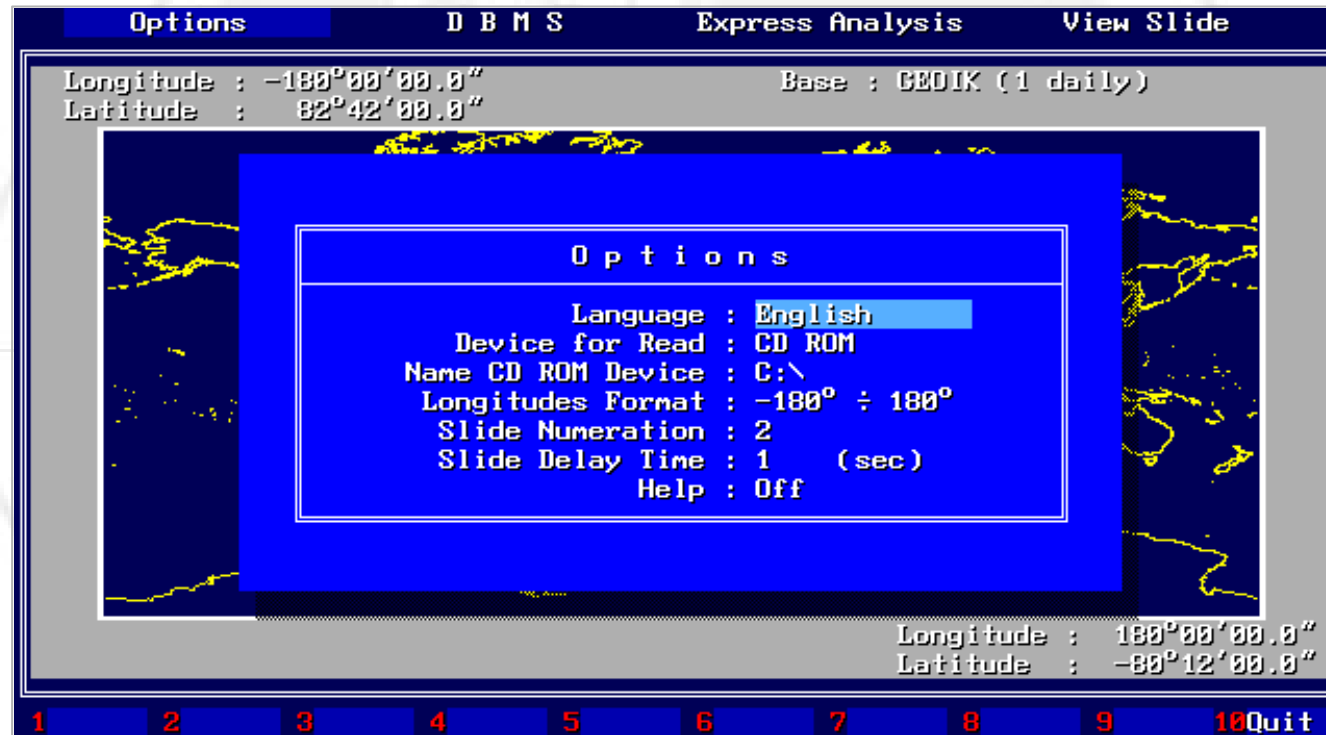 Options D B M S Express Analysis View Slide
Longitude : -180°00'00.0" Base : GEOIK (1 daily)
Latitude : 82°42'00.0"
O p t i o n s
Language : English
Device for Read : CD ROM
Name CD ROM Device : C:\
Longitudes Format : -180° ÷ 180°
Slide Numeration : 2
Slide Delay Time : 1 (sec)
Help : Off
Longitude : 180°00'00.0"
Latitude : -80°12'00.0"
1 2 3 4 5 6 7 8 9 10Quit